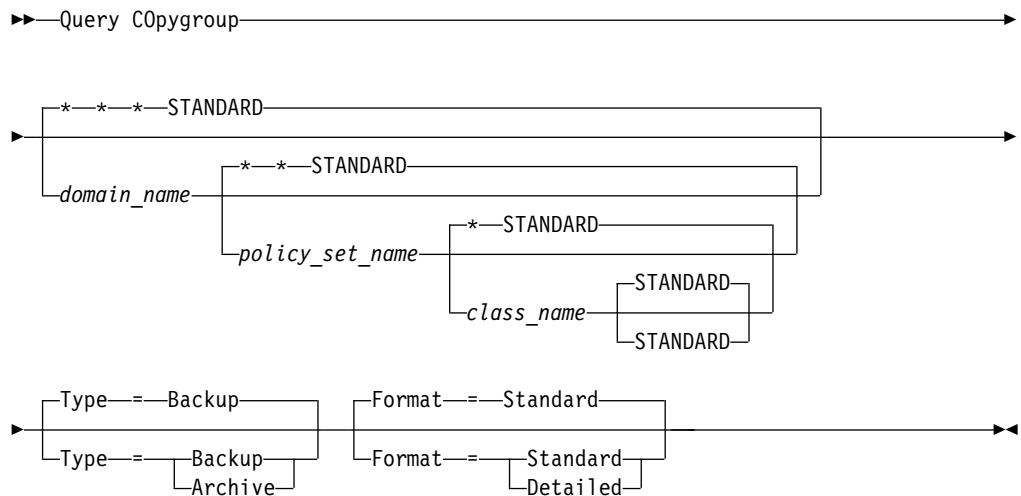 Query COpygroup
* * * STANDARD
domain_name
* * STANDARD
policy_set_name
* STANDARD
class_name
STANDARD
STANDARD
Type = Backup
Type = Backup
Archive
Format = Standard
Format = Standard
Detailed